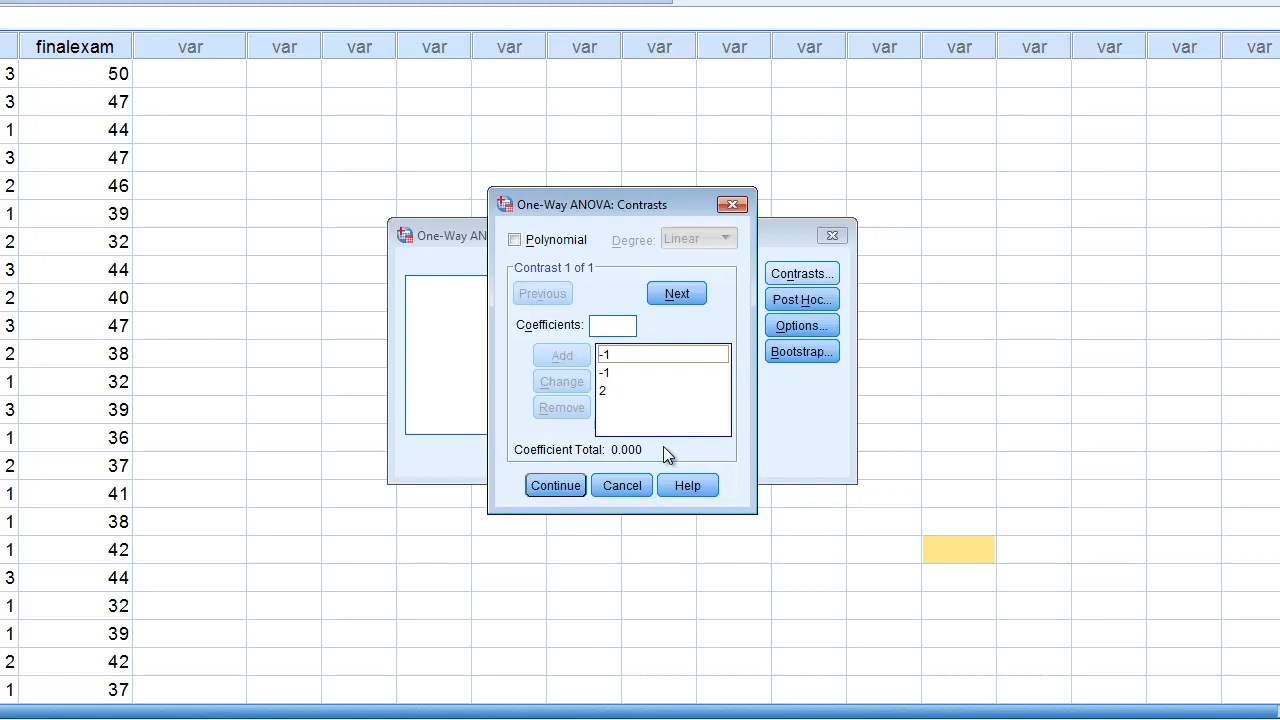 finalexam var var var var var var var var var var var var var var var
3 50
3 47
1 44
3 47
2 46
1 39
2 32
3 44
2 40
3 47
2 38
1 32
3 39
1 36
2 37
1 41
1 38
1 42
3 44
1 32
1 39
2 42
1 37
One-Way AN
Contrasts...
Post Hoc...
Options...
Bootstrap...
One-Way ANOVA: Contrasts
Polynomial Degree: Linear
Contrast 1 of 1
Previous Next
Coefficients:
Add
Change
Remove
-1
-1
2
Coefficient Total: 0.000
Continue Cancel Help